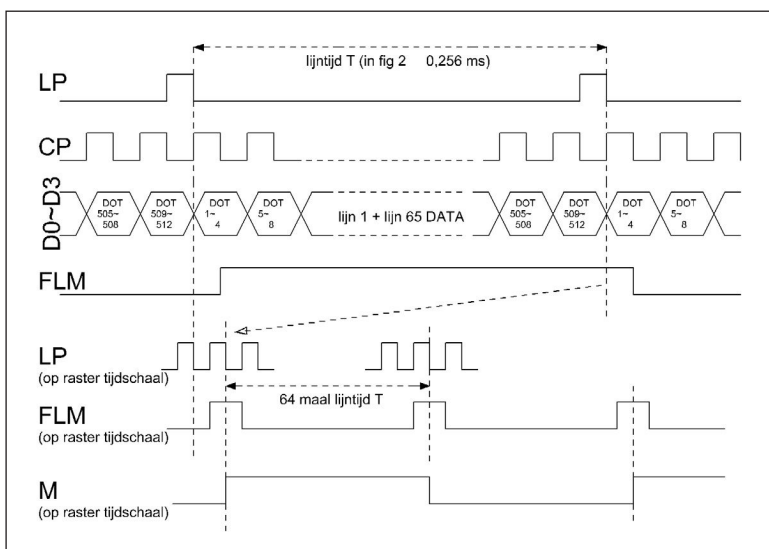 lijntijd T (in fig 2 0,256 ms)
LP
CP
D0~D3
DOT
505~
508
DOT
509~
512
DOT
1~
4
DOT
5~
8
lijn 1 + lijn 65 DATA
DOT
505~
508
DOT
509~
512
DOT
1~
4
DOT
5~
8
FLM
LP
(op raster tijdschaal)
64 maal lijntijd T
FLM
(op raster tijdschaal)
M
(op raster tijdschaal)